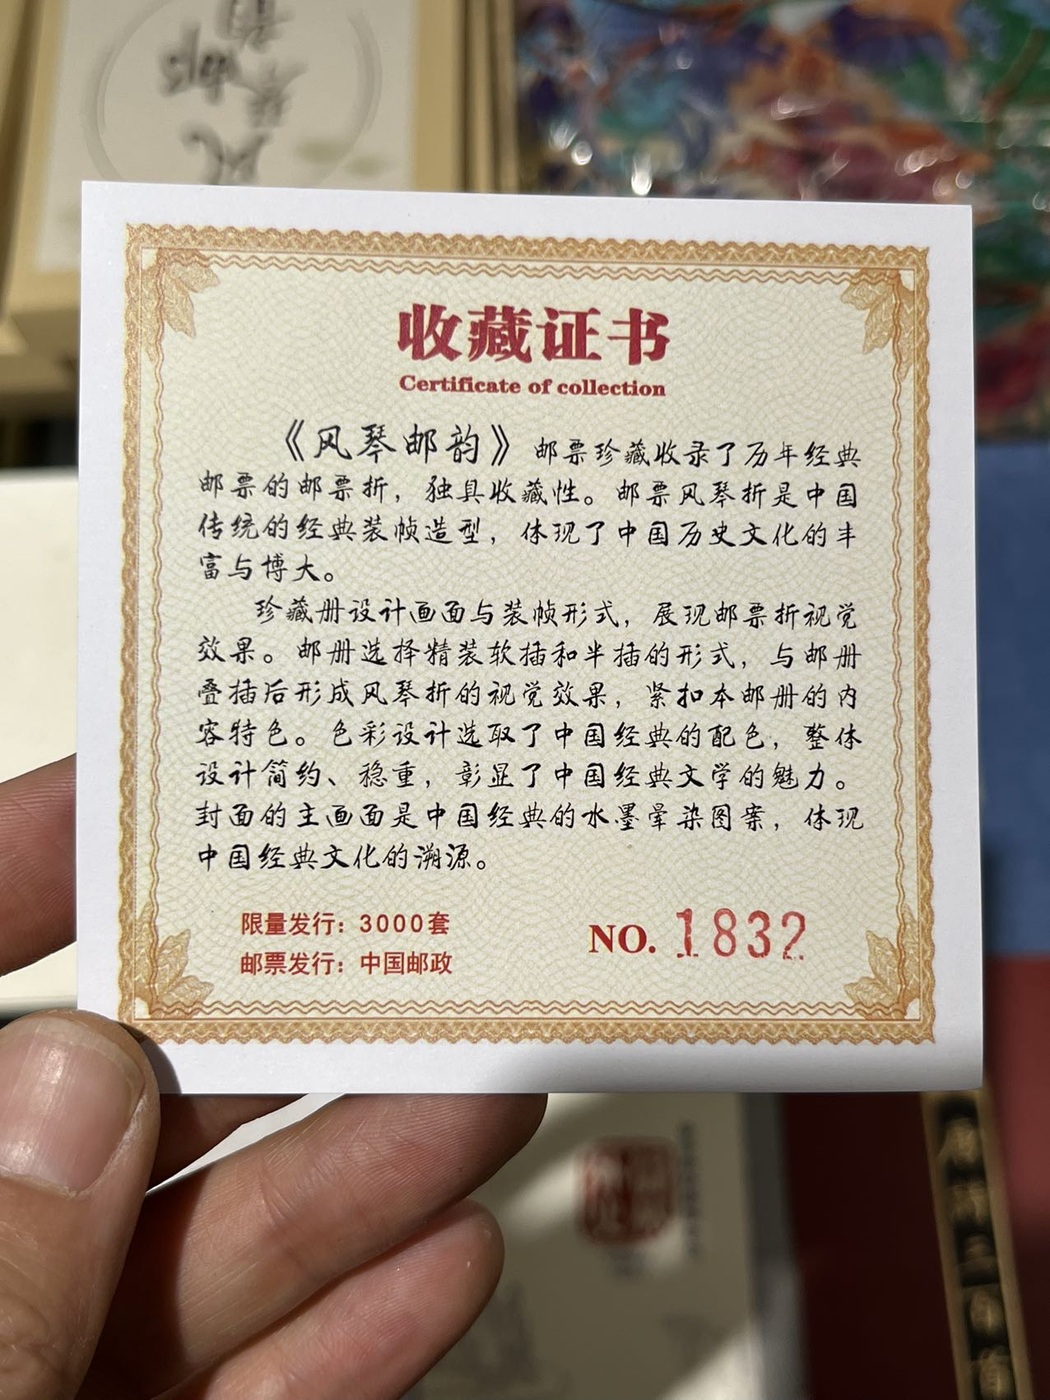 收藏证书
Certificate of collection
《风琴邮韵》邮票珍藏收录了历年经典
邮票的邮票折，独具收藏性。邮票风琴折是中国
传统的经典装帧造型，体现了中国历史文化的丰
富与博大。
珍藏册设计画面与装帧形式，展现邮票折视觉
效果。邮册选择精装软插和半插的形式，与邮册
叠插后形成风琴折的视觉效果，紧扣本邮册的内
容特色。色彩设计选取了中国经典的配色，整体
设计简约、稳重，彰显了中国经典文学的魅力。
封面的主画面是中国经典的水墨晕染图案，体现
中国经典文化的溯源。
限量发行：3000套
邮票发行：中国邮政
NO. 1832
风琴邮韵